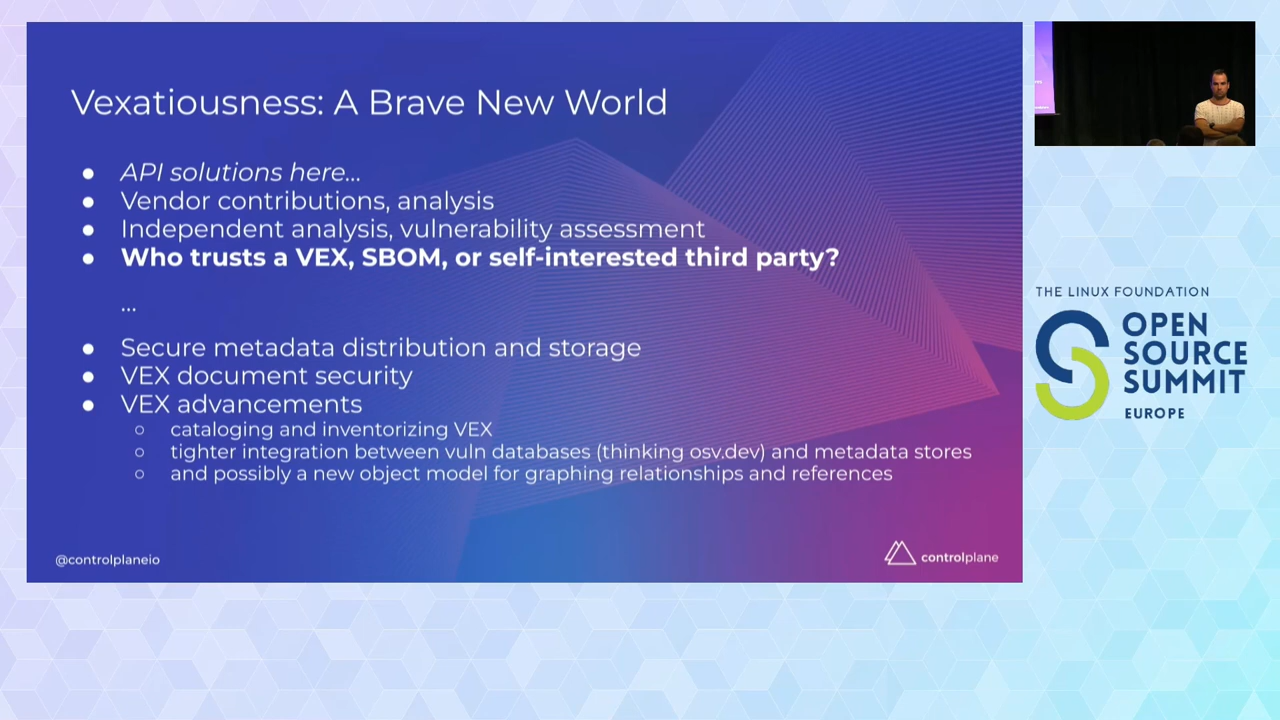 Vexatiousness: A Brave New World
● API solutions here...
● Vendor contributions, analysis
● Independent analysis, vulnerability assessment
● Who trusts a VEX, SBOM, or self-interested third party?
...
● Secure metadata distribution and storage
● VEX document security
● VEX advancements
○ cataloging and inventorizing VEX
○ tighter integration between vuln databases (thinking osv.dev) and metadata stores
○ and possibly a new object model for graphing relationships and references
@controlplaneio
controlplane
THE LINUX FOUNDATION
OPEN
SOURCE
SUMMIT
EUROPE